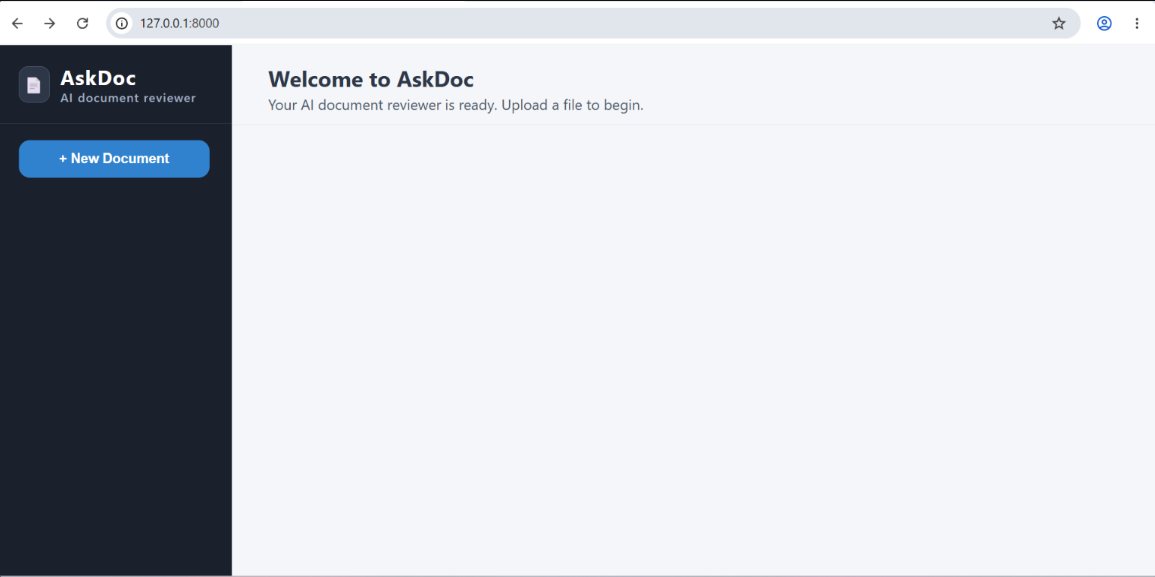 127.0.0.1:8000
AskDoc
AI document reviewer
+ New Document
Welcome to AskDoc
Your AI document reviewer is ready. Upload a file to begin.